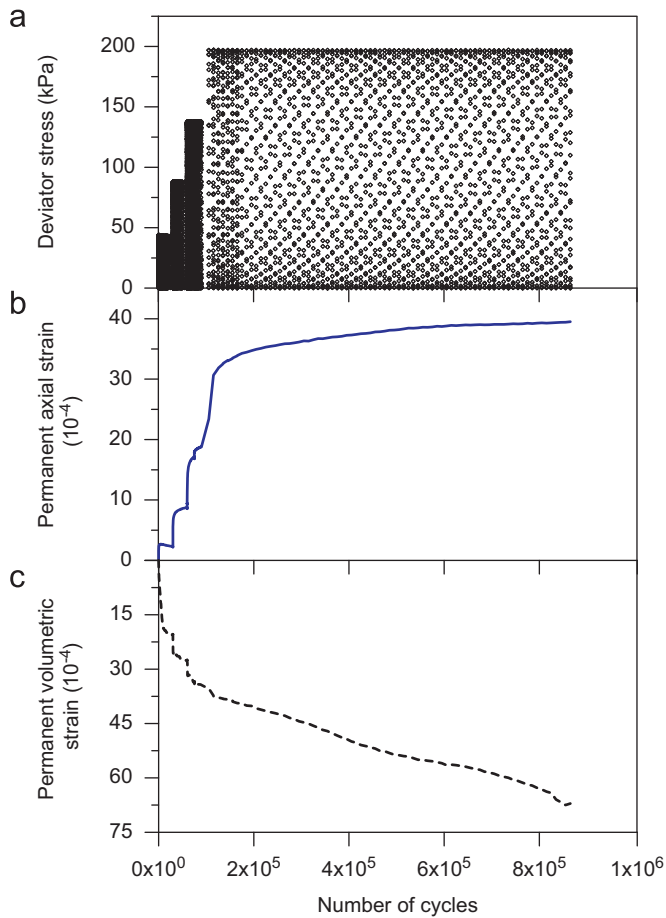 a
200
150
100
50
0
Deviator stress (kPa)
b
40
30
20
10
0
Permanent axial strain
(10⁻⁴)
c
15
30
45
60
75
Permanent volumetric
strain (10⁻⁴)
0x10⁰ 2x10⁵ 4x10⁵ 6x10⁵ 8x10⁵ 1x10⁶
Number of cycles